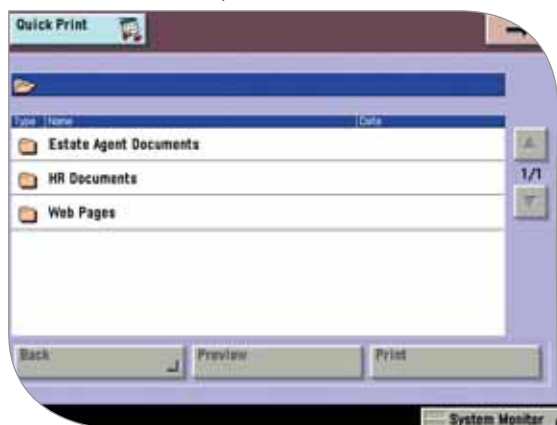 Quick Print
Type Name Date
Estate Agent Documents
HR Documents
1/1
Web Pages
Back Preview Print
System Monitor